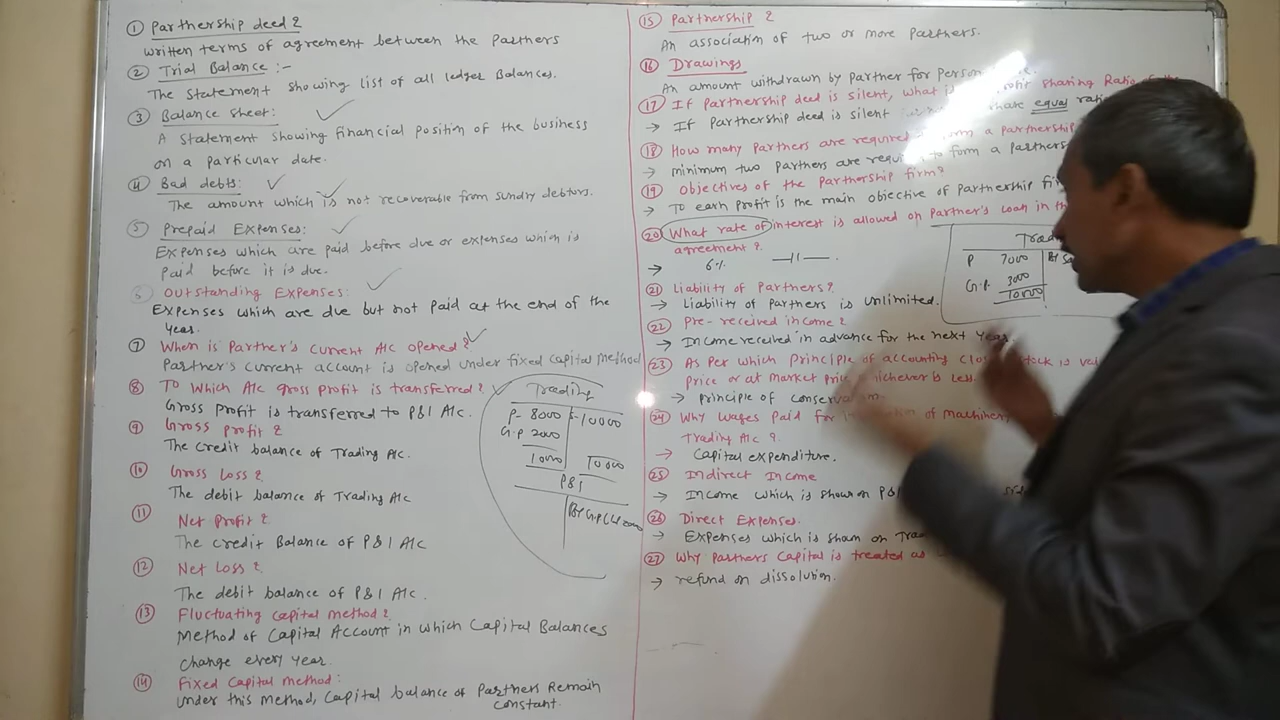 ① Partnership deed?
written terms of agreement between the Partners
② Trial Balance :-
The statement showing list of all ledger Balances.
③ Balance sheet:
A statement showing financial position of the business
on a particular date.
④ Bad debts:
The amount which is not recoverable from sundry debtors.
⑤ Prepaid Expenses:
Expenses which are paid before due or expenses which is
paid before it is due.
Outstanding Expenses:
Expenses which are due but not paid at the end of the
year.
⑦ When is Partner's current A/C opened?
Partner's current account is opened under fixed capital method
⑧ To Which A/c gross profit is transferred?
Gross profit is transferred to P&l A/c.
⑨ Gross profit?
The credit balance of Trading A/c.
⑩ Gross Loss?
The debit balance of Trading A/c
⑪ Net Profit?
The Credit Balance of P&l A/C
⑫ Net Loss?
The debit balance of P&l A/c.
⑬ Fluctuating capital method?
Method of Capital Account in which Capital Balances
change every year.
⑭ Fixed Capital method:
under this method, Capital balance of Partners Remain
constant.
Trading
P- 8000 10000
G.P 2000
10000 10000
P&l
By G.P
⑮ Partnership ?
An association of two or more Partners.
⑯ Drawings
An amount withdrawn by Partner for
⑰ If Partnership deed is silent, what is sharing Ratio
→ If Partnership deed is silent equal
⑱ How many Partners are required form a Partnership
→ minimum two Partners are required to form a
⑲ Objectives of the Partnership firm?
→ To earn profit is the main objective of Partnership
⑳ What rate of interest is allowed on Partner's loan in the
agreement ?
→ 6%
㉑ Liability of Partners?
→ Liability of Partners is unlimited.
㉒ Pre-received income?
→ Income received in advance for the next year
㉓ As Per which Principle of accounting stock is
price or at market whichever is less.
→ principle of
㉔ Why Wages Paid for of machinery
Trading A/c ?
→ Capital expenditure.
㉕ Indirect Income
→ Income which is shown on
㉖ Direct Expenses.
→ Expenses which is shown on
㉗ Why Partners Capital is treated as
→ refund on dissolution.
P 7000
G.P. 3000
10000